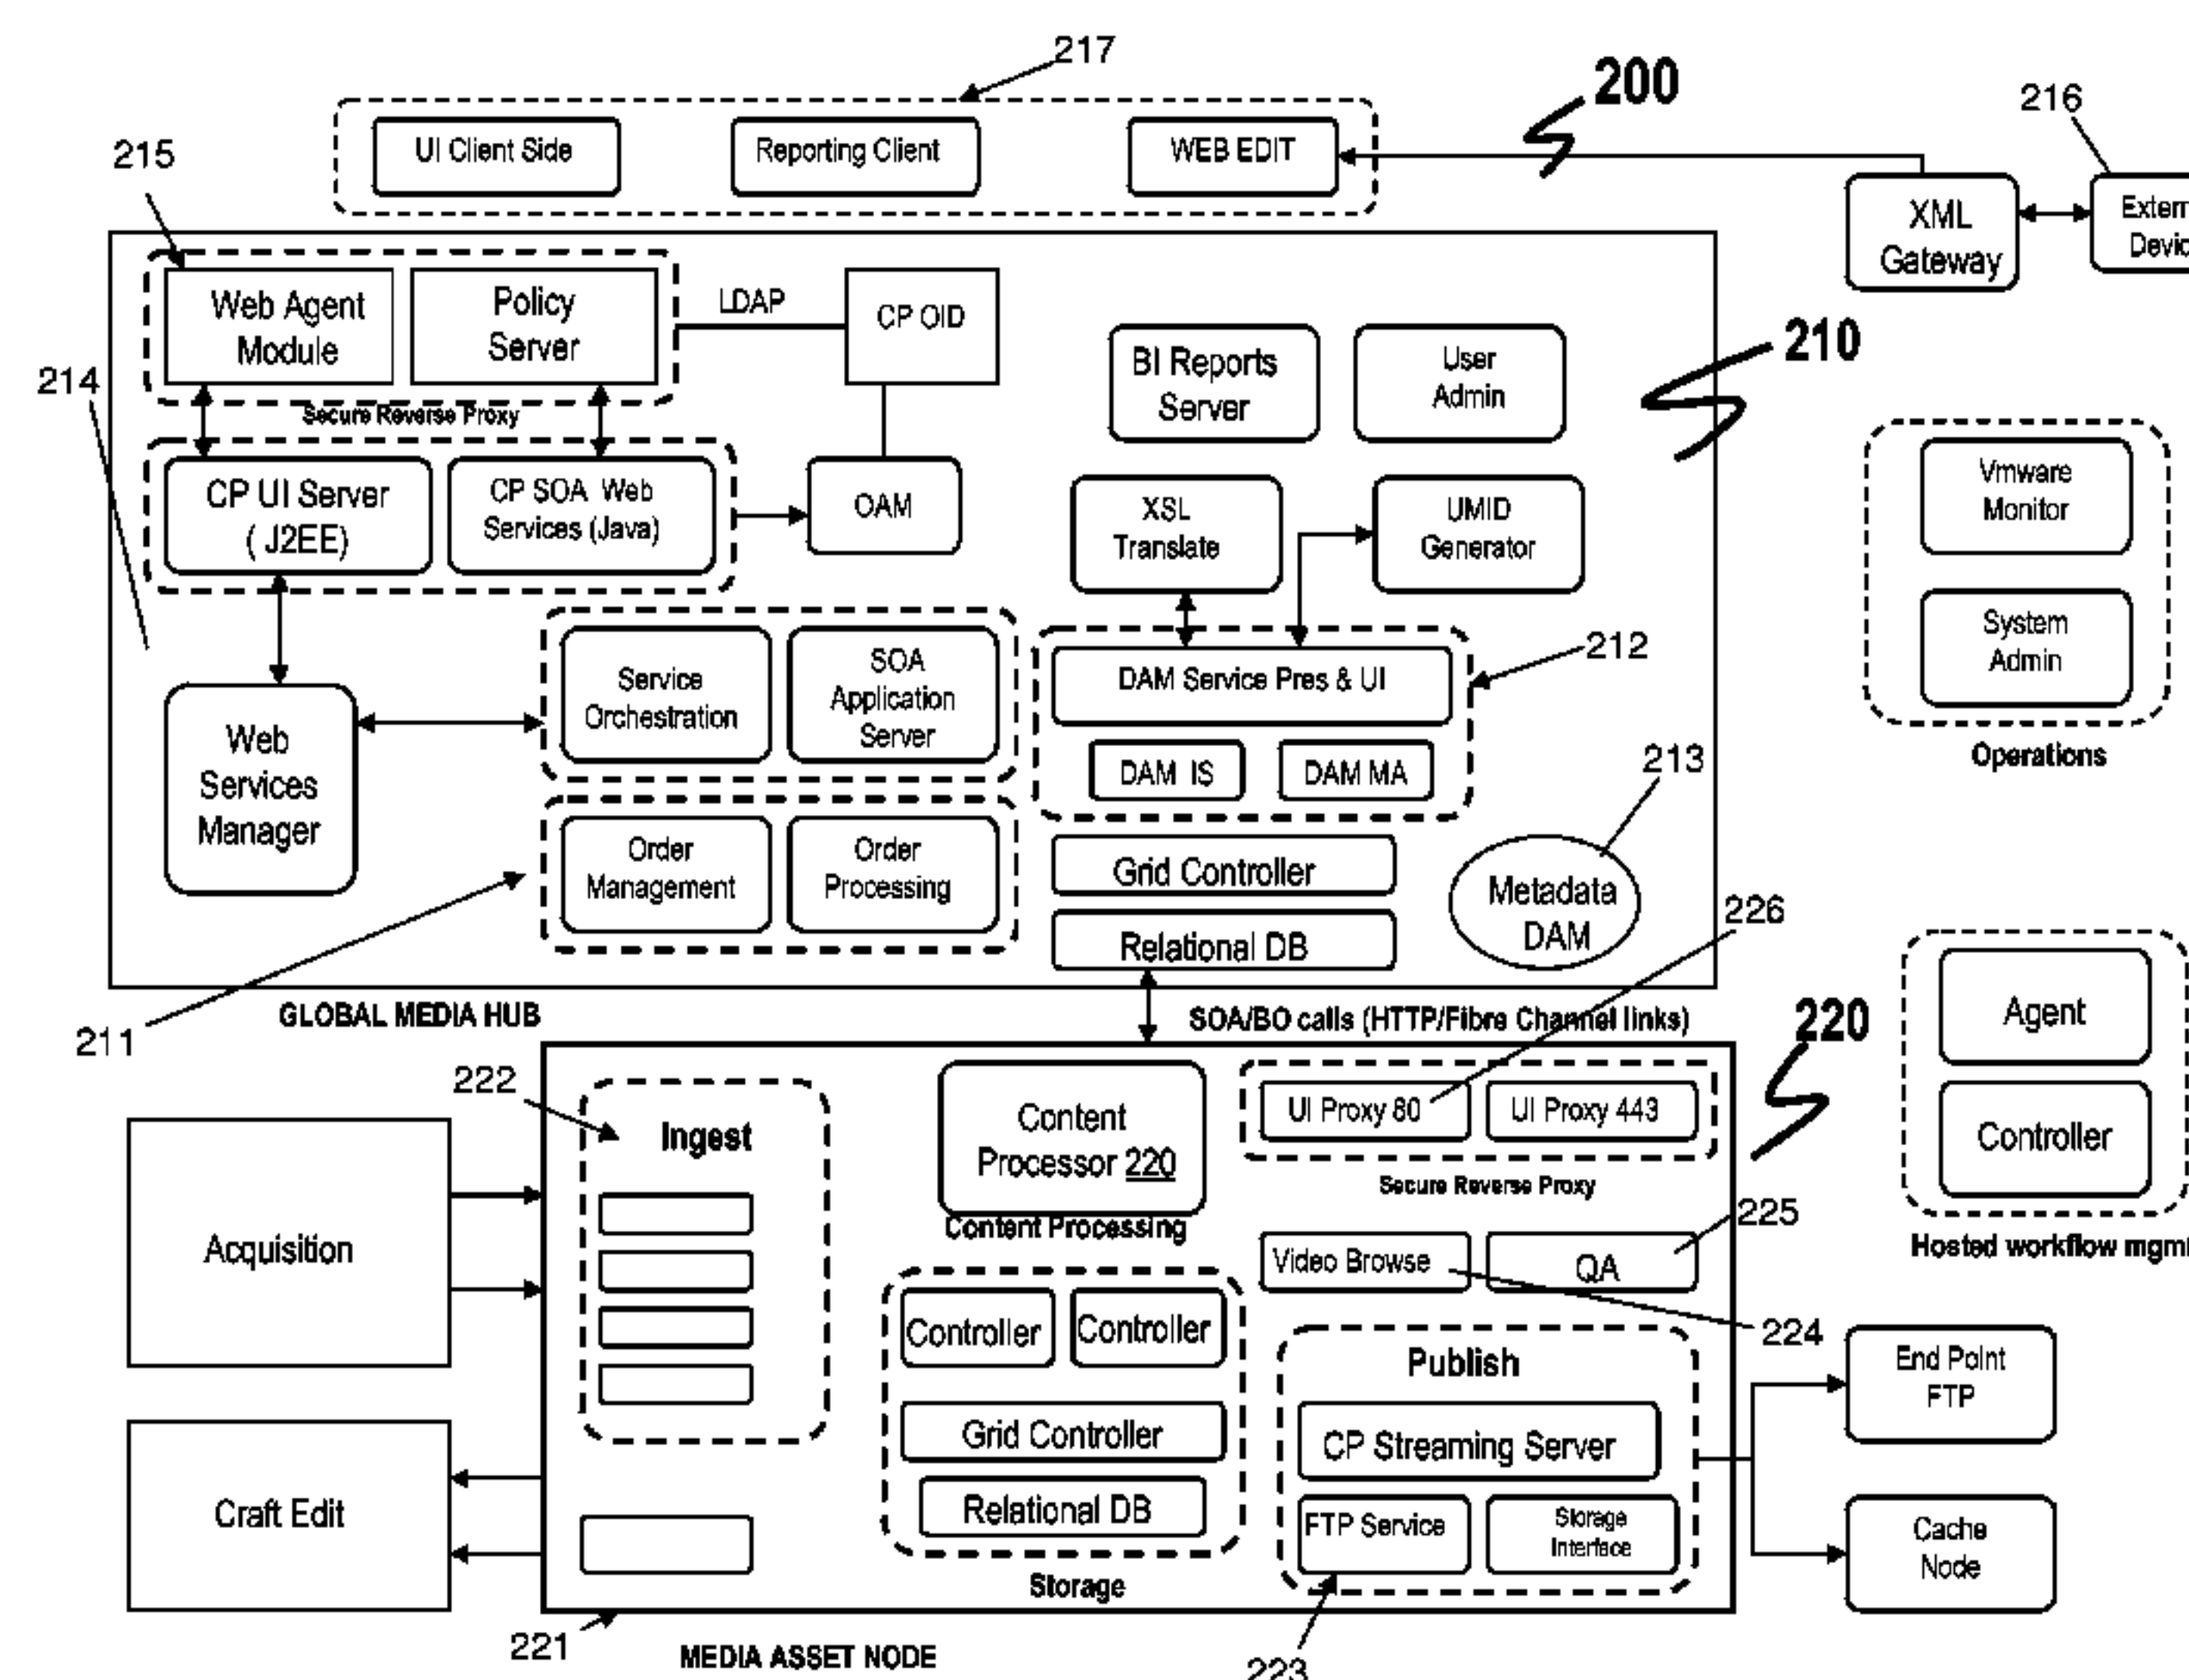 217
200
216
215
UI Client Side
Reporting Client
WEB EDIT
XML
Gateway
Extern
Devic
Web Agent
Module
Policy
Server
LDAP
CP OID
Secure Reverse Proxy
214
BI Reports
Server
User
Admin
210
CP UI Server
( J2EE)
CP SOA Web
Services (Java)
OAM
XSL
Translate
UMID
Generator
Vmware
Monitor
System
Admin
Operations
Web
Services
Manager
Service
Orchestration
SOA
Application
Server
DAM Service Pres & UI
212
DAM IS
DAM MA
213
Order
Management
Order
Processing
Grid Controller
Relational DB
Metadata
DAM
226
211
GLOBAL MEDIA HUB
SOA/BO calls (HTTP/Fibre Channel links)
220
Agent
Controller
Hosted workflow mgmt
222
Ingest
Content
Processor 220
Content Processing
UI Proxy 80
UI Proxy 443
Secure Reverse Proxy
Acquisition
Video Browse
QA
225
224
Controller
Controller
Grid Controller
Relational DB
Storage
Publish
CP Streaming Server
FTP Service
Storage
Interface
End Point
FTP
Cache
Node
Craft Edit
221
MEDIA ASSET NODE
223